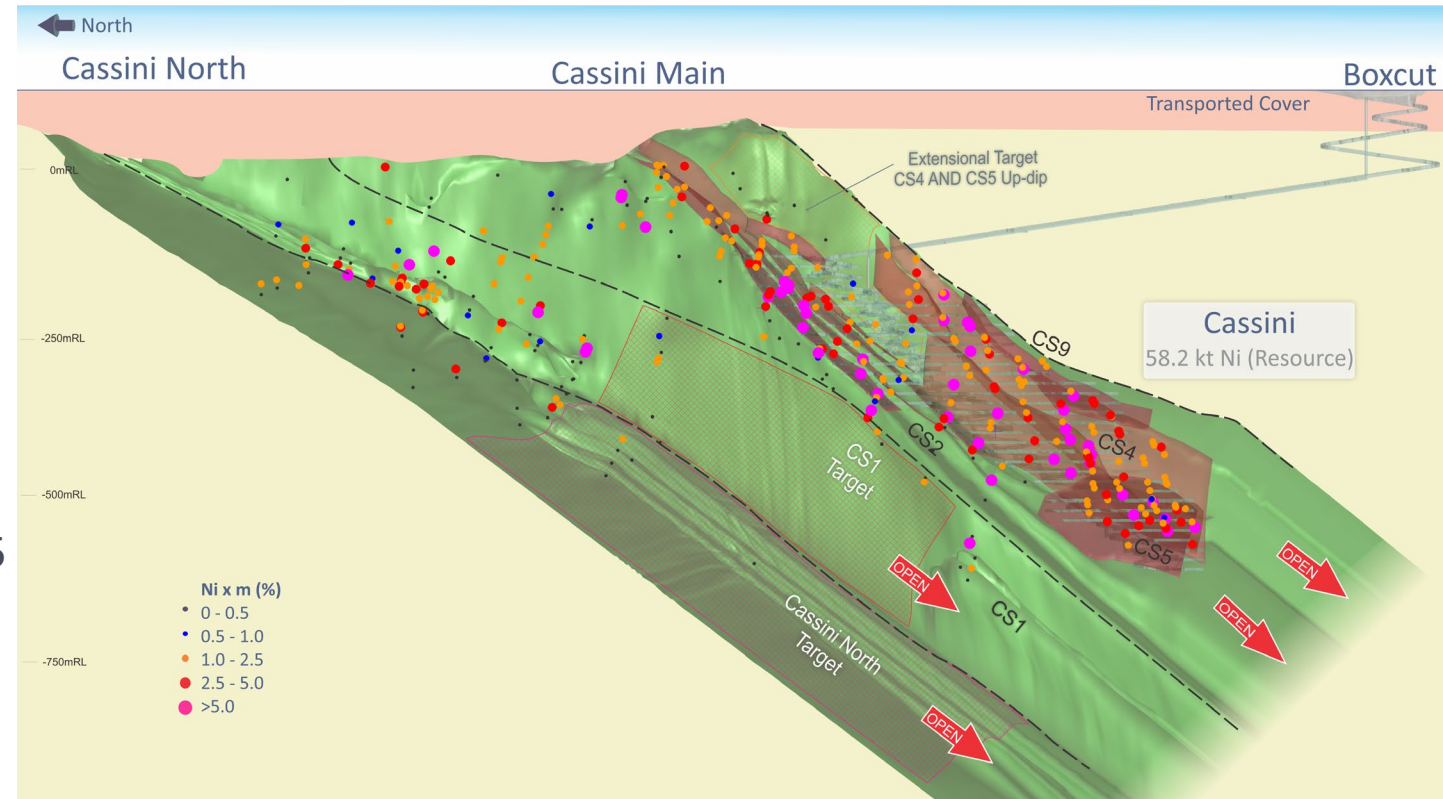 North
Cassini North
Cassini Main
Boxcut
Transported Cover
Extensional Target
CS4 AND CS5 Up-dip
0mRL
-250mRL
-500mRL
-750mRL
Cassini
58.2 kt Ni (Resource)
CS9
CS4
CS2
CS5
CS1
Target
CS1
OPEN
OPEN
OPEN
OPEN
Cassini North
Target
Ni x m (%)
0 - 0.5
0.5 - 1.0
1.0 - 2.5
2.5 - 5.0
>5.0